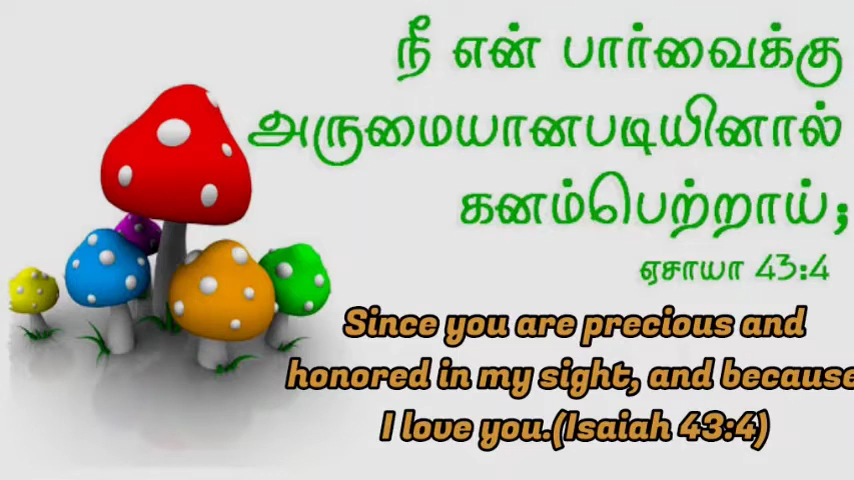 நீ என் பார்வைக்கு
அருமையானபடியினால்
கனம்பெற்றாய்;
ஏசாயா 43:4
Since you are precious and
honored in my sight, and because
I love you.(Isaiah 43:4)